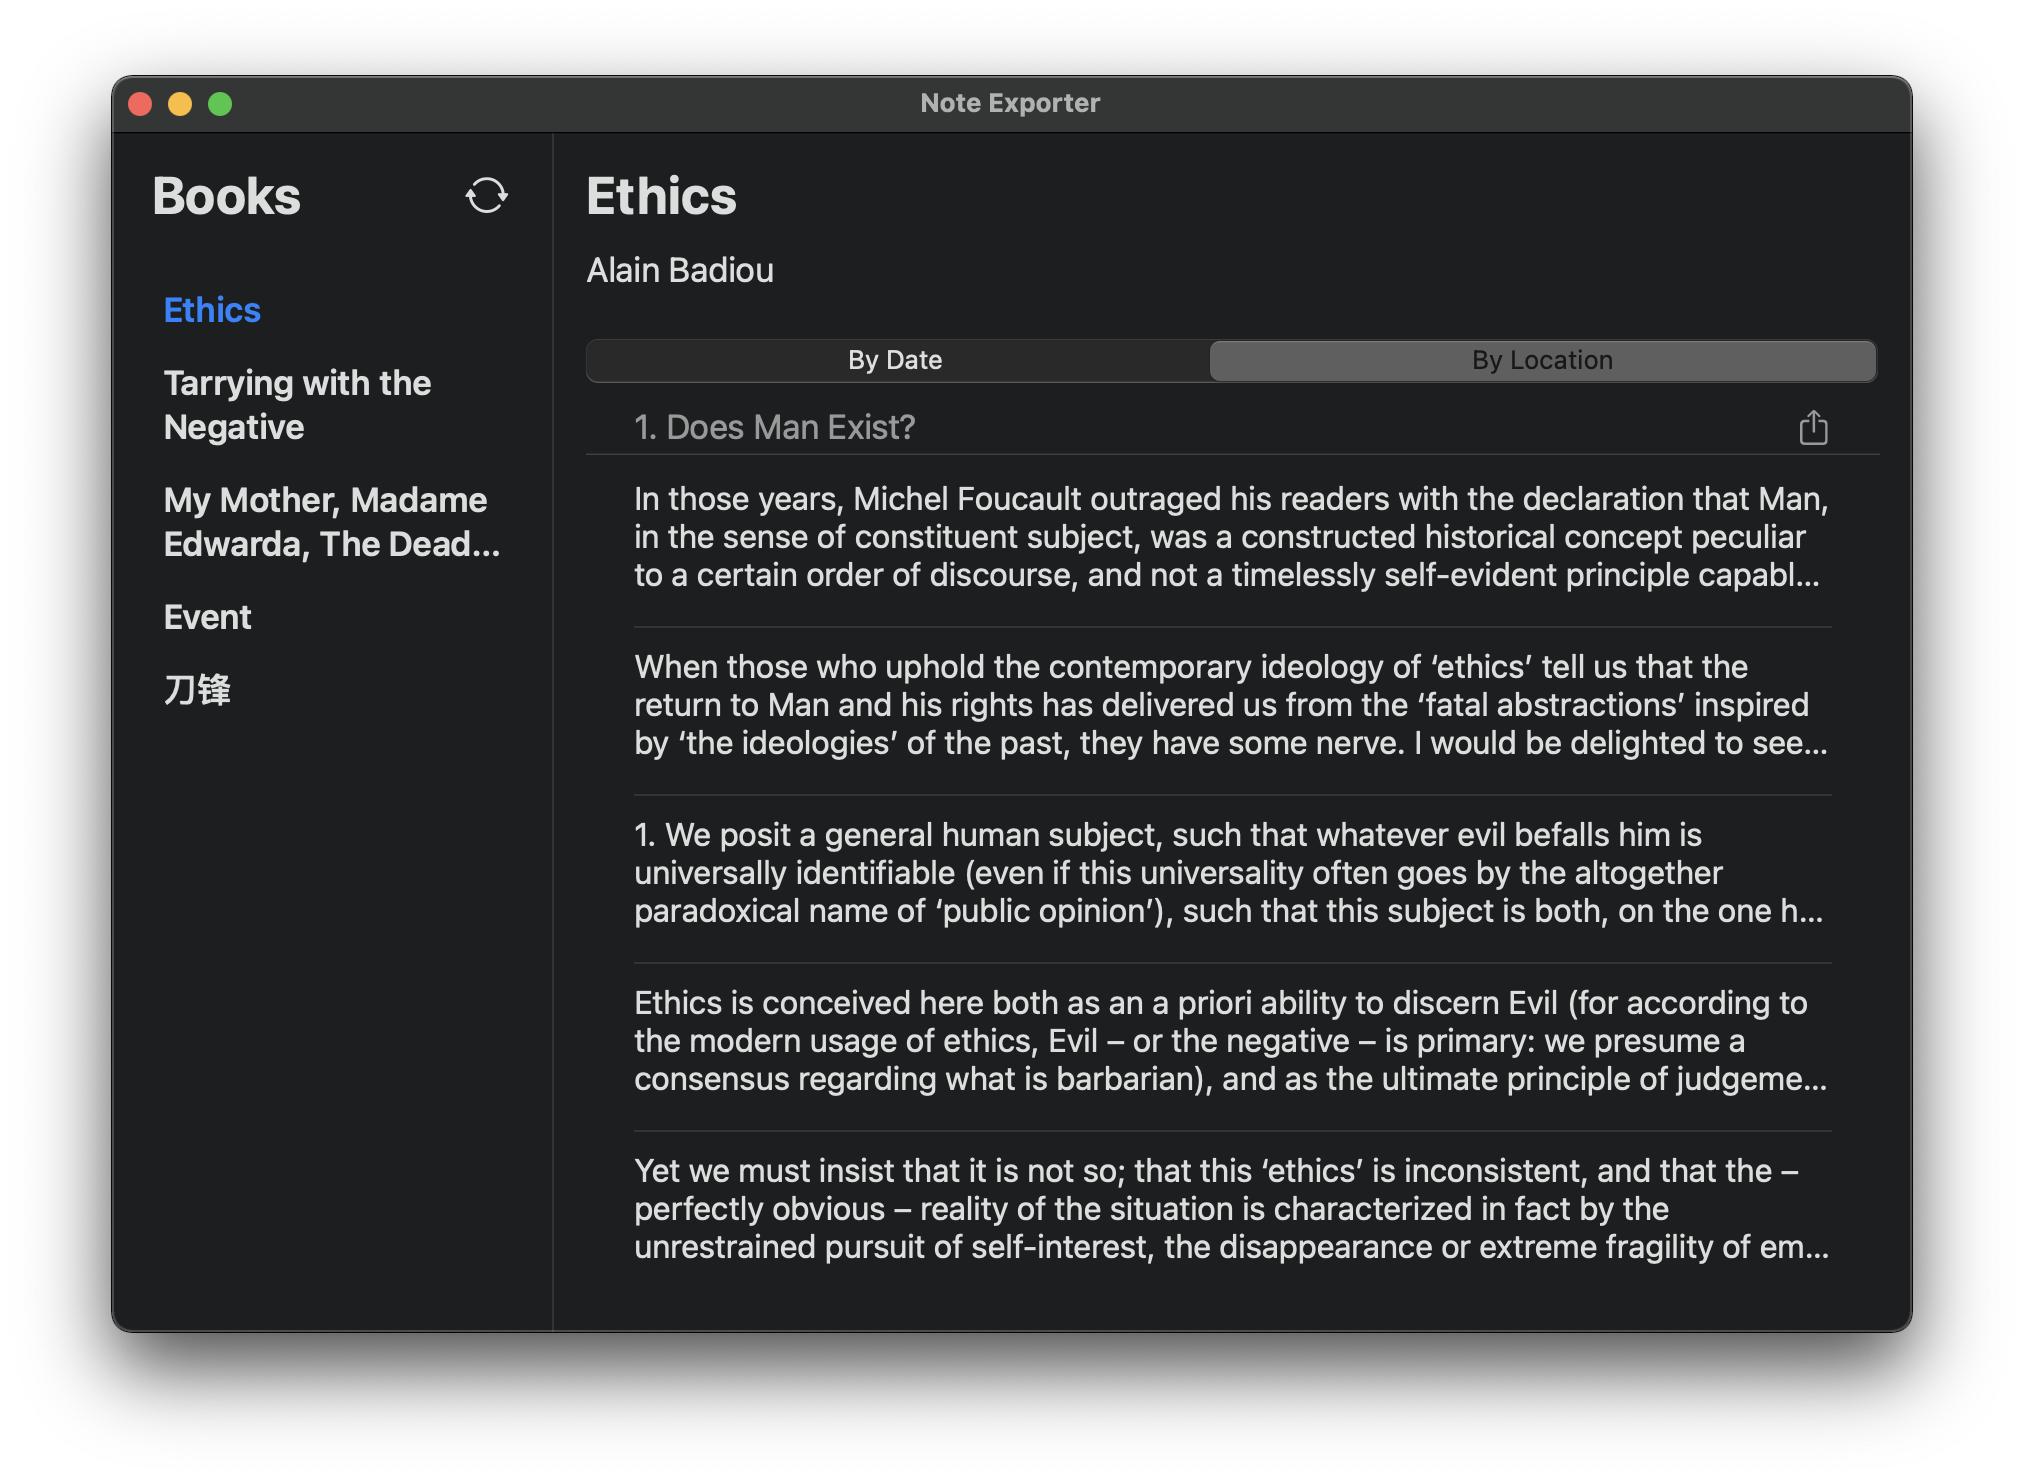 Note Exporter
Books
Ethics
Tarrying with the
Negative
My Mother, Madame
Edwarda, The Dead...
Event
刀锋
Ethics
Alain Badiou
By Date
By Location
1. Does Man Exist?
In those years, Michel Foucault outraged his readers with the declaration that Man,
in the sense of constituent subject, was a constructed historical concept peculiar
to a certain order of discourse, and not a timelessly self-evident principle capabl...
When those who uphold the contemporary ideology of ‘ethics’ tell us that the
return to Man and his rights has delivered us from the ‘fatal abstractions’ inspired
by ‘the ideologies’ of the past, they have some nerve. I would be delighted to see...
1. We posit a general human subject, such that whatever evil befalls him is
universally identifiable (even if this universality often goes by the altogether
paradoxical name of ‘public opinion’), such that this subject is both, on the one h...
Ethics is conceived here both as an a priori ability to discern Evil (for according to
the modern usage of ethics, Evil – or the negative – is primary: we presume a
consensus regarding what is barbarian), and as the ultimate principle of judgeme...
Yet we must insist that it is not so; that this ‘ethics’ is inconsistent, and that the –
perfectly obvious – reality of the situation is characterized in fact by the
unrestrained pursuit of self-interest, the disappearance or extreme fragility of em...